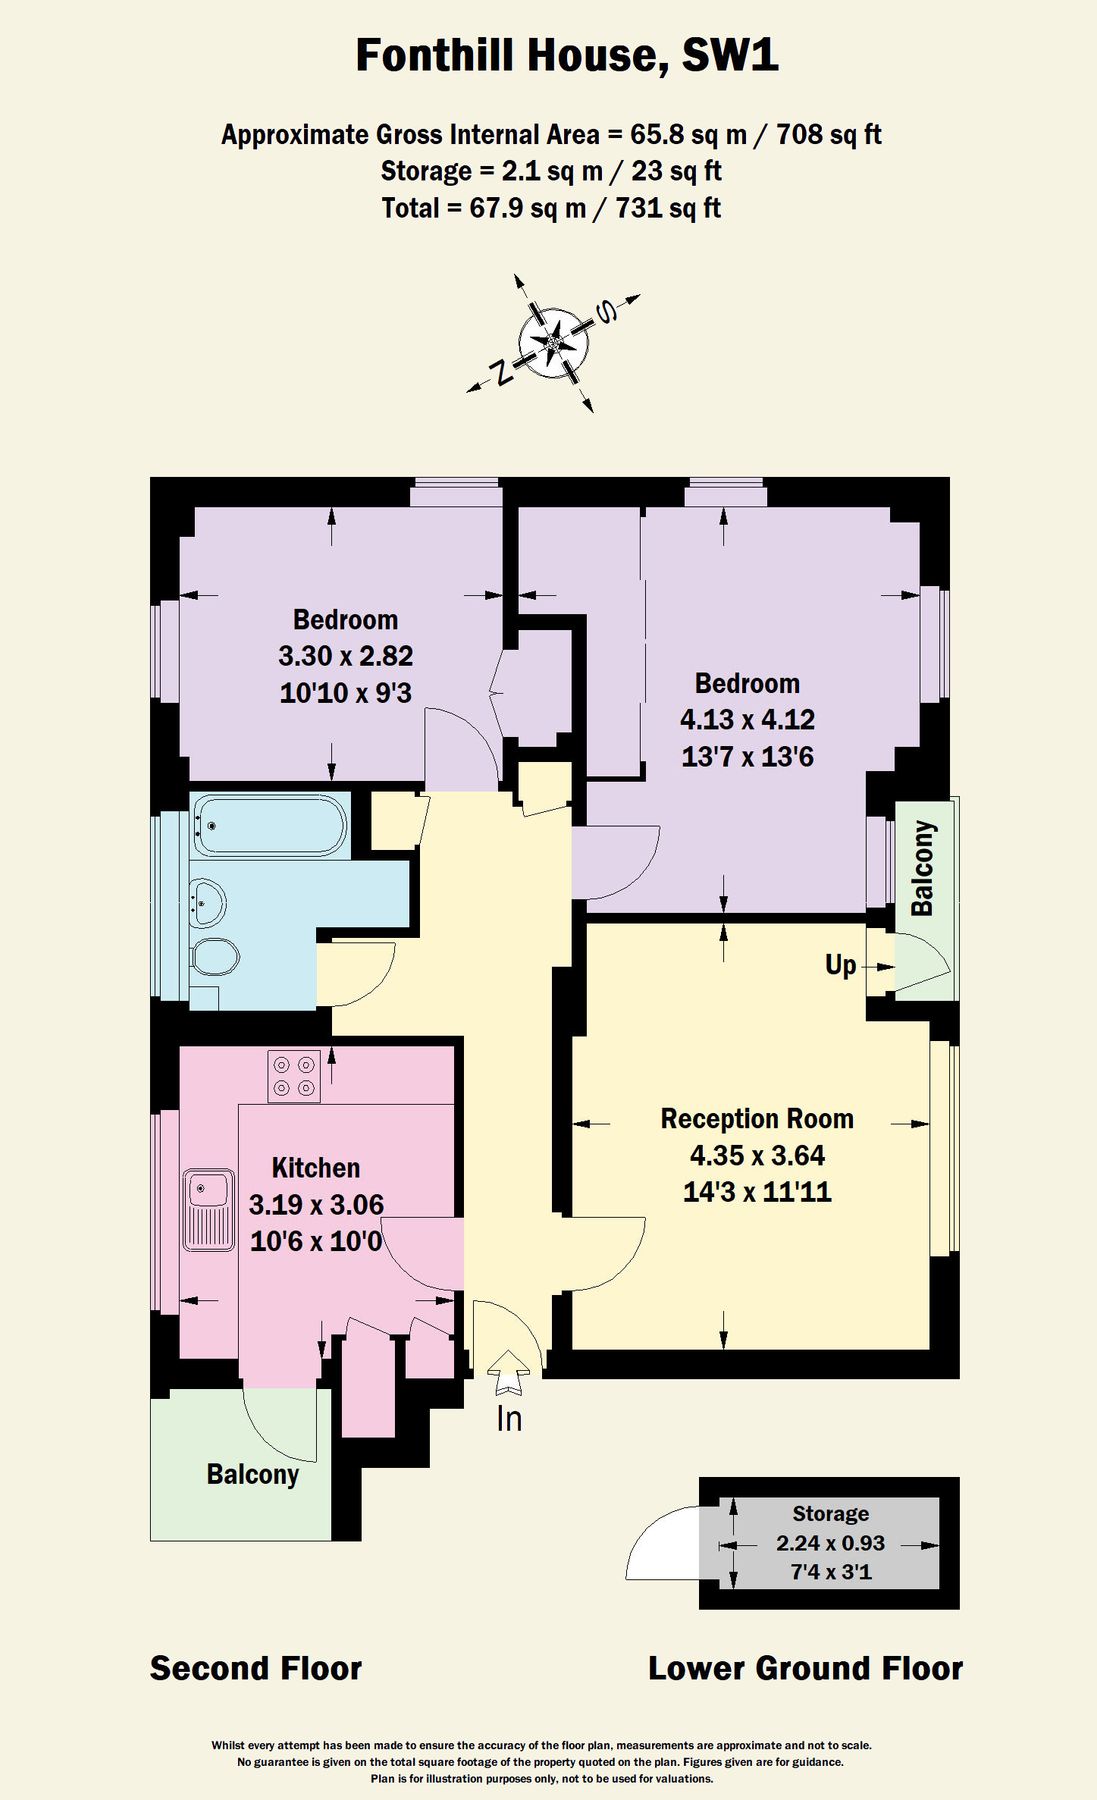 Fonthill House, SW1
Approximate Gross Internal Area = 65.8 sq m / 708 sq ft
Storage = 2.1 sq m / 23 sq ft
Total = 67.9 sq m / 731 sq ft
S
N
Bedroom
3.30 x 2.82
10'10 x 9'3
Bedroom
4.13 x 4.12
13'7 x 13'6
Balcony
Up
Reception Room
4.35 x 3.64
14'3 x 11'11
Kitchen
3.19 x 3.06
10'6 x 10'0
In
Balcony
Storage
2.24 x 0.93
7'4 x 3'1
Second Floor
Lower Ground Floor
Whilst every attempt has been made to ensure the accuracy of the floor plan, measurements are approximate and not to scale.
No guarantee is given on the total square footage of the property quoted on the plan. Figures given are for guidance.
Plan is for illustration purposes only, not to be used for valuations.